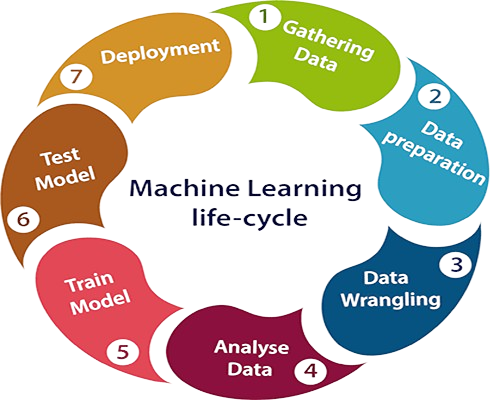 Machine Learning
life-cycle
1
Gathering
Data
2
Data
preparation
3
Data
Wrangling
Analyse
Data
4
Train
Model
5
Test
Model
6
Deployment
7